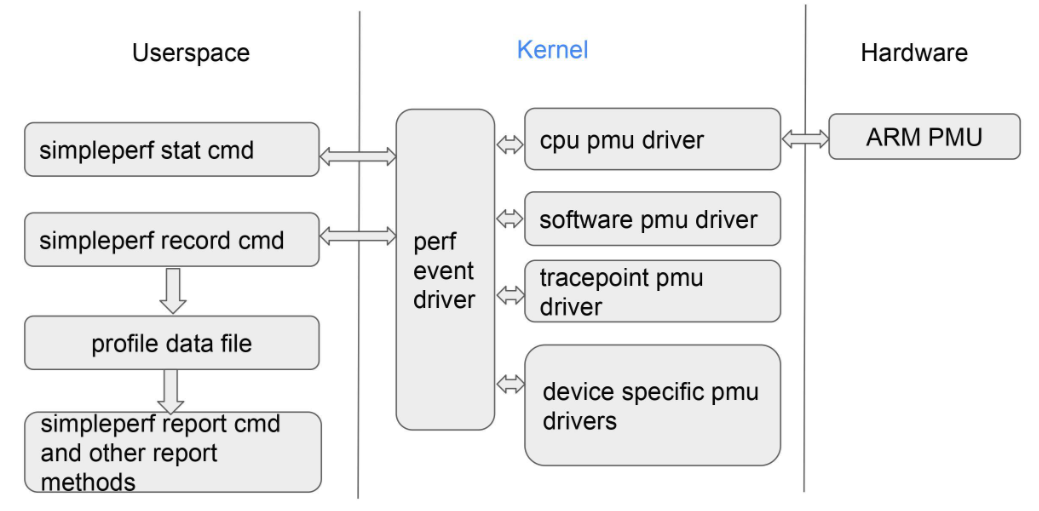 Userspace
Kernel
Hardware
simpleperf stat cmd
simpleperf record cmd
profile data file
simpleperf report cmd
and other report
methods
perf
event
driver
cpu pmu driver
software pmu driver
tracepoint pmu
driver
device specific pmu
drivers
ARM PMU